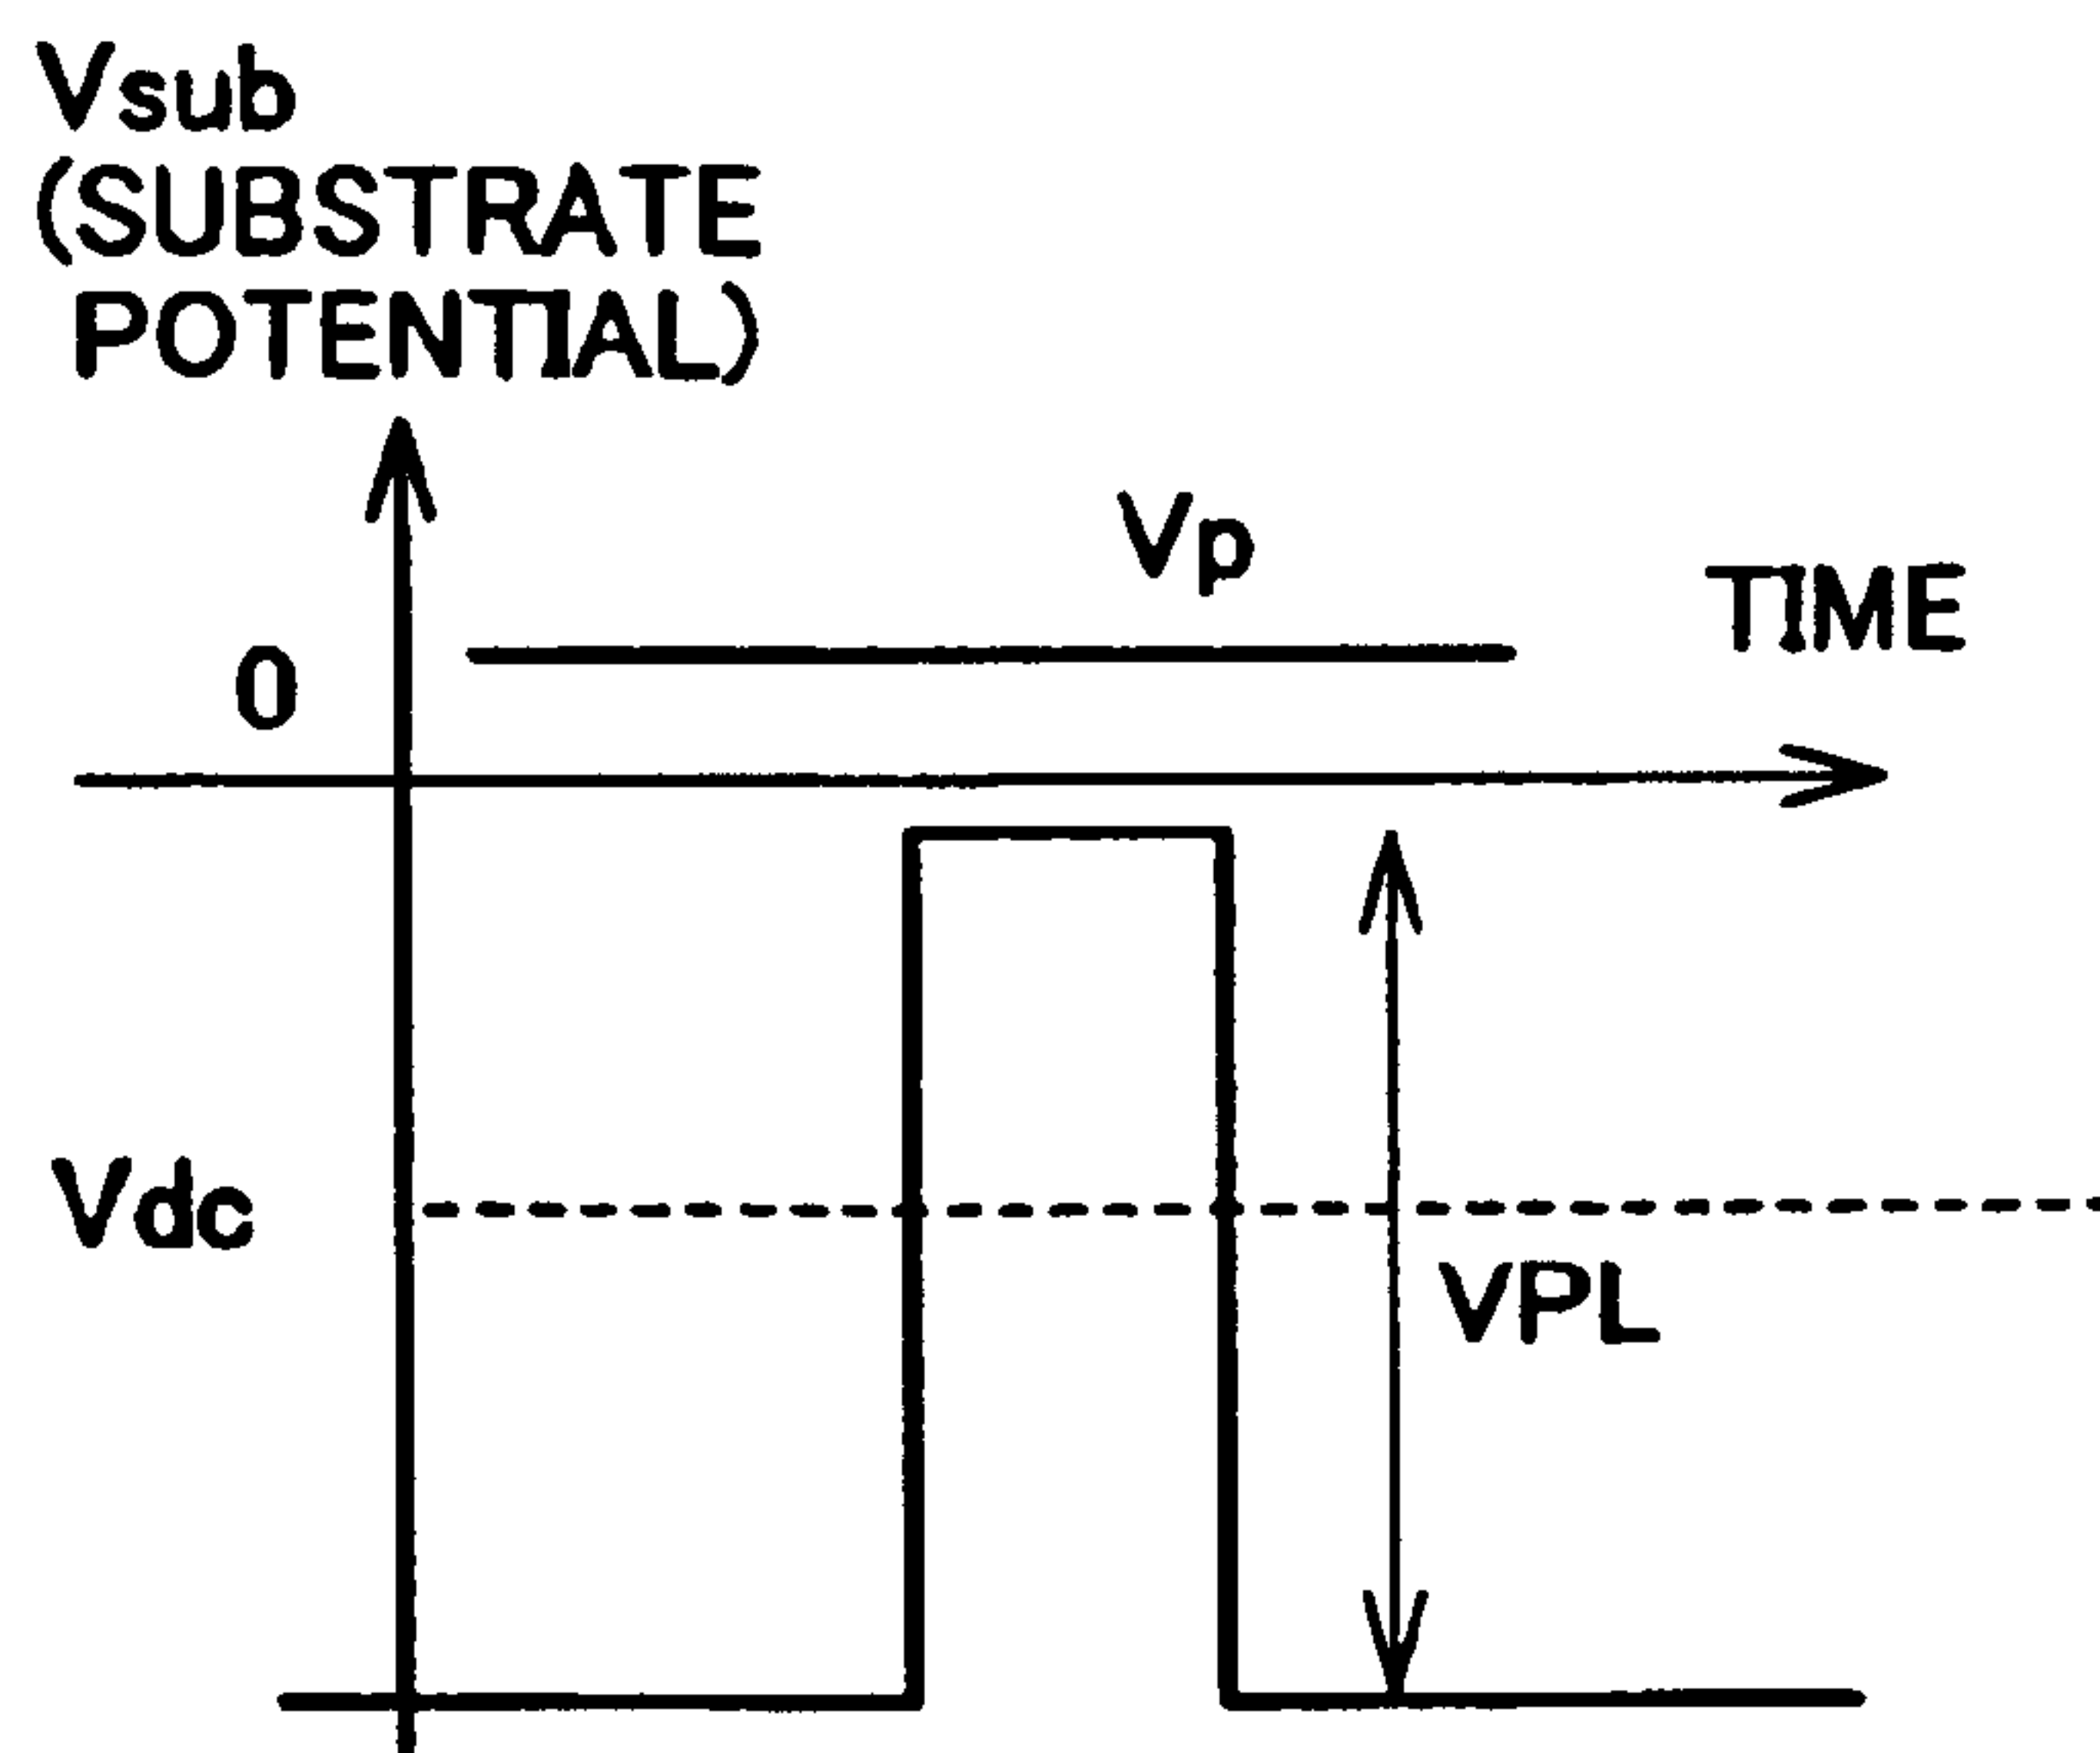 Vsub
(SUBSTRATE
POTENTIAL)
Vp
TIME
0
Vdc
VPL